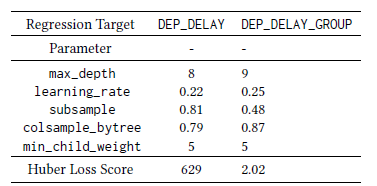 Regression Target DEP_DELAY DEP_DELAY_GROUP
Parameter - -
max_depth 8 9
learning_rate 0.22 0.25
subsample 0.81 0.48
colsample_bytree 0.79 0.87
min_child_weight 5 5
Huber Loss Score 629 2.02